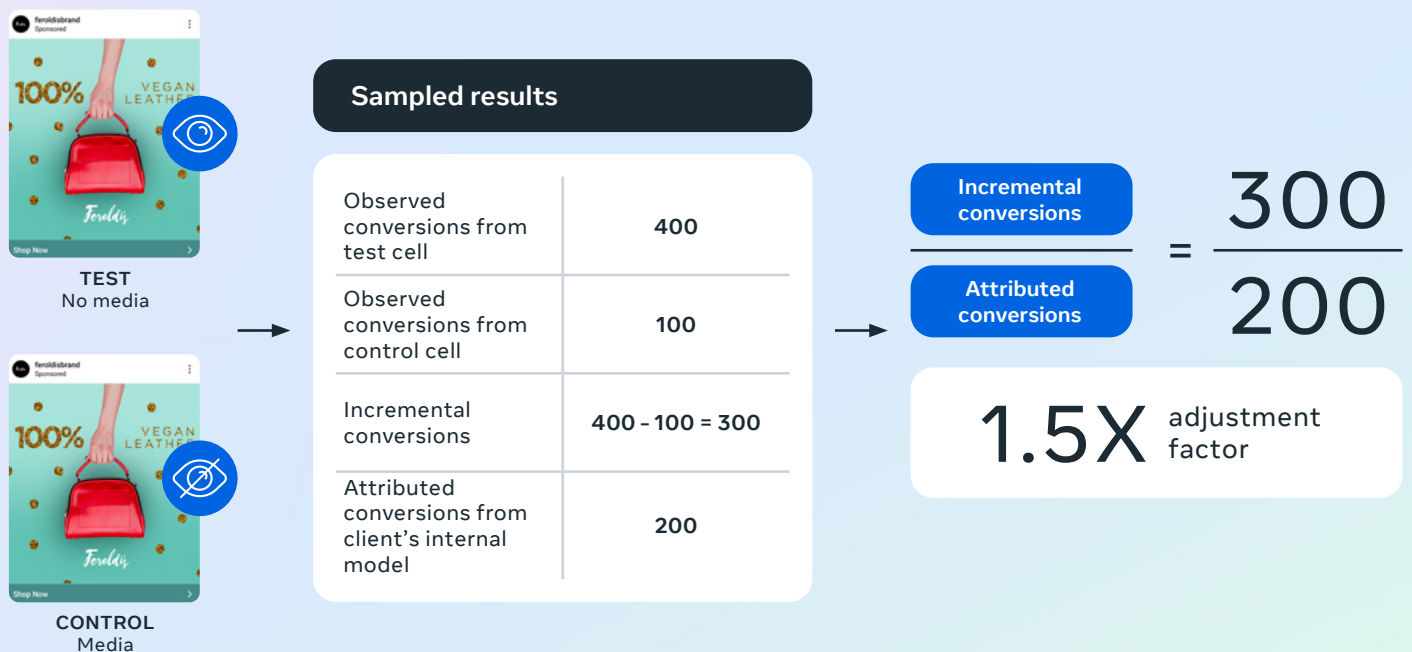 feroldisbrand
Sponsored
100%
VEGAN
LEATHER
Feroldis
Shop Now
TEST
No media
feroldisbrand
Sponsored
100%
VEGAN
LEATHER
Feroldis
Shop Now
CONTROL
Media
Sampled results
Observed
conversions from
test cell
400
Observed
conversions from
control cell
100
Incremental
conversions
400 - 100 = 300
Attributed
conversions from
client’s internal
model
200
Incremental
conversions
Attributed
conversions
=
300
200
1.5X
adjustment
factor